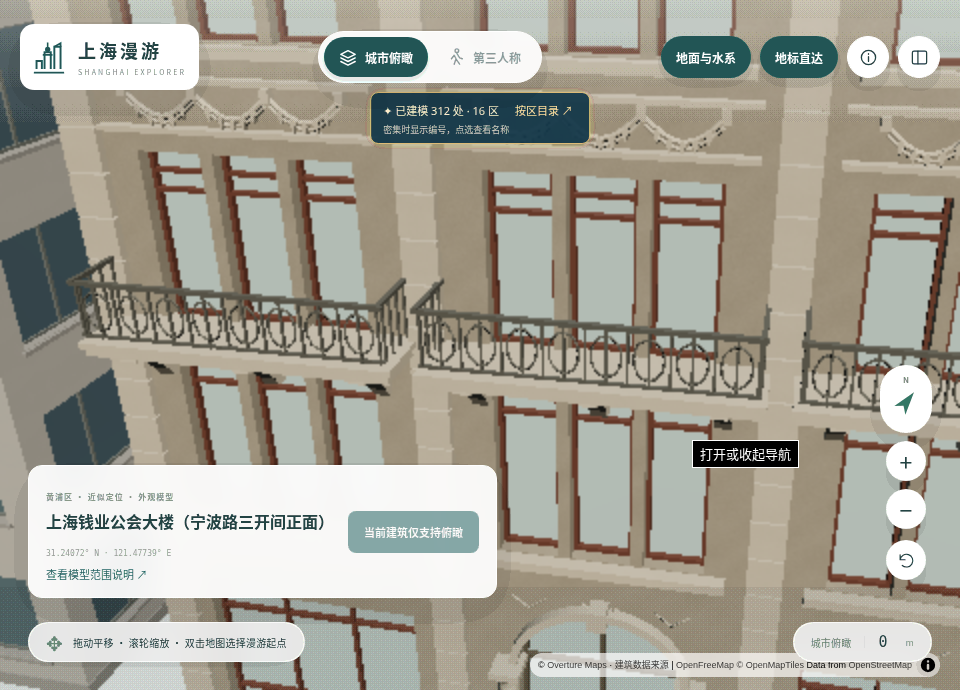 上海漫游
SHANGHAI EXPLORER
城市俯瞰
第三人称
地面与水系
地标直达
✦ 已建模 312 处 · 16 区 按区目录 ↗
密集时显示编号，点选查看名称
N
打开或收起导航
黄浦区 · 近似定位 · 外观模型
上海钱业公会大楼（宁波路三开间正面）
当前建筑仅支持俯瞰
31.24072° N · 121.47739° E
查看模型范围说明 ↗
拖动平移 · 滚轮缩放 · 双击地图选择漫游起点
城市俯瞰 0 m
© Overture Maps · 建筑数据来源 | OpenFreeMap © OpenMapTiles Data from OpenStreetMap